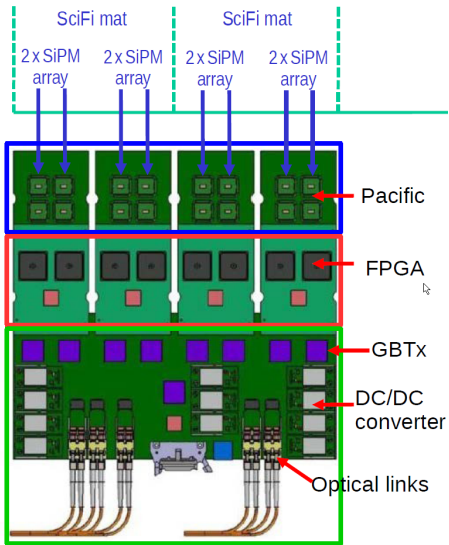 SciFi mat SciFi mat
2 x SiPM 2 x SiPM 2 x SiPM 2 x SiPM
array array array array
Pacific
FPGA
GBTx
DC/DC
converter
Optical links